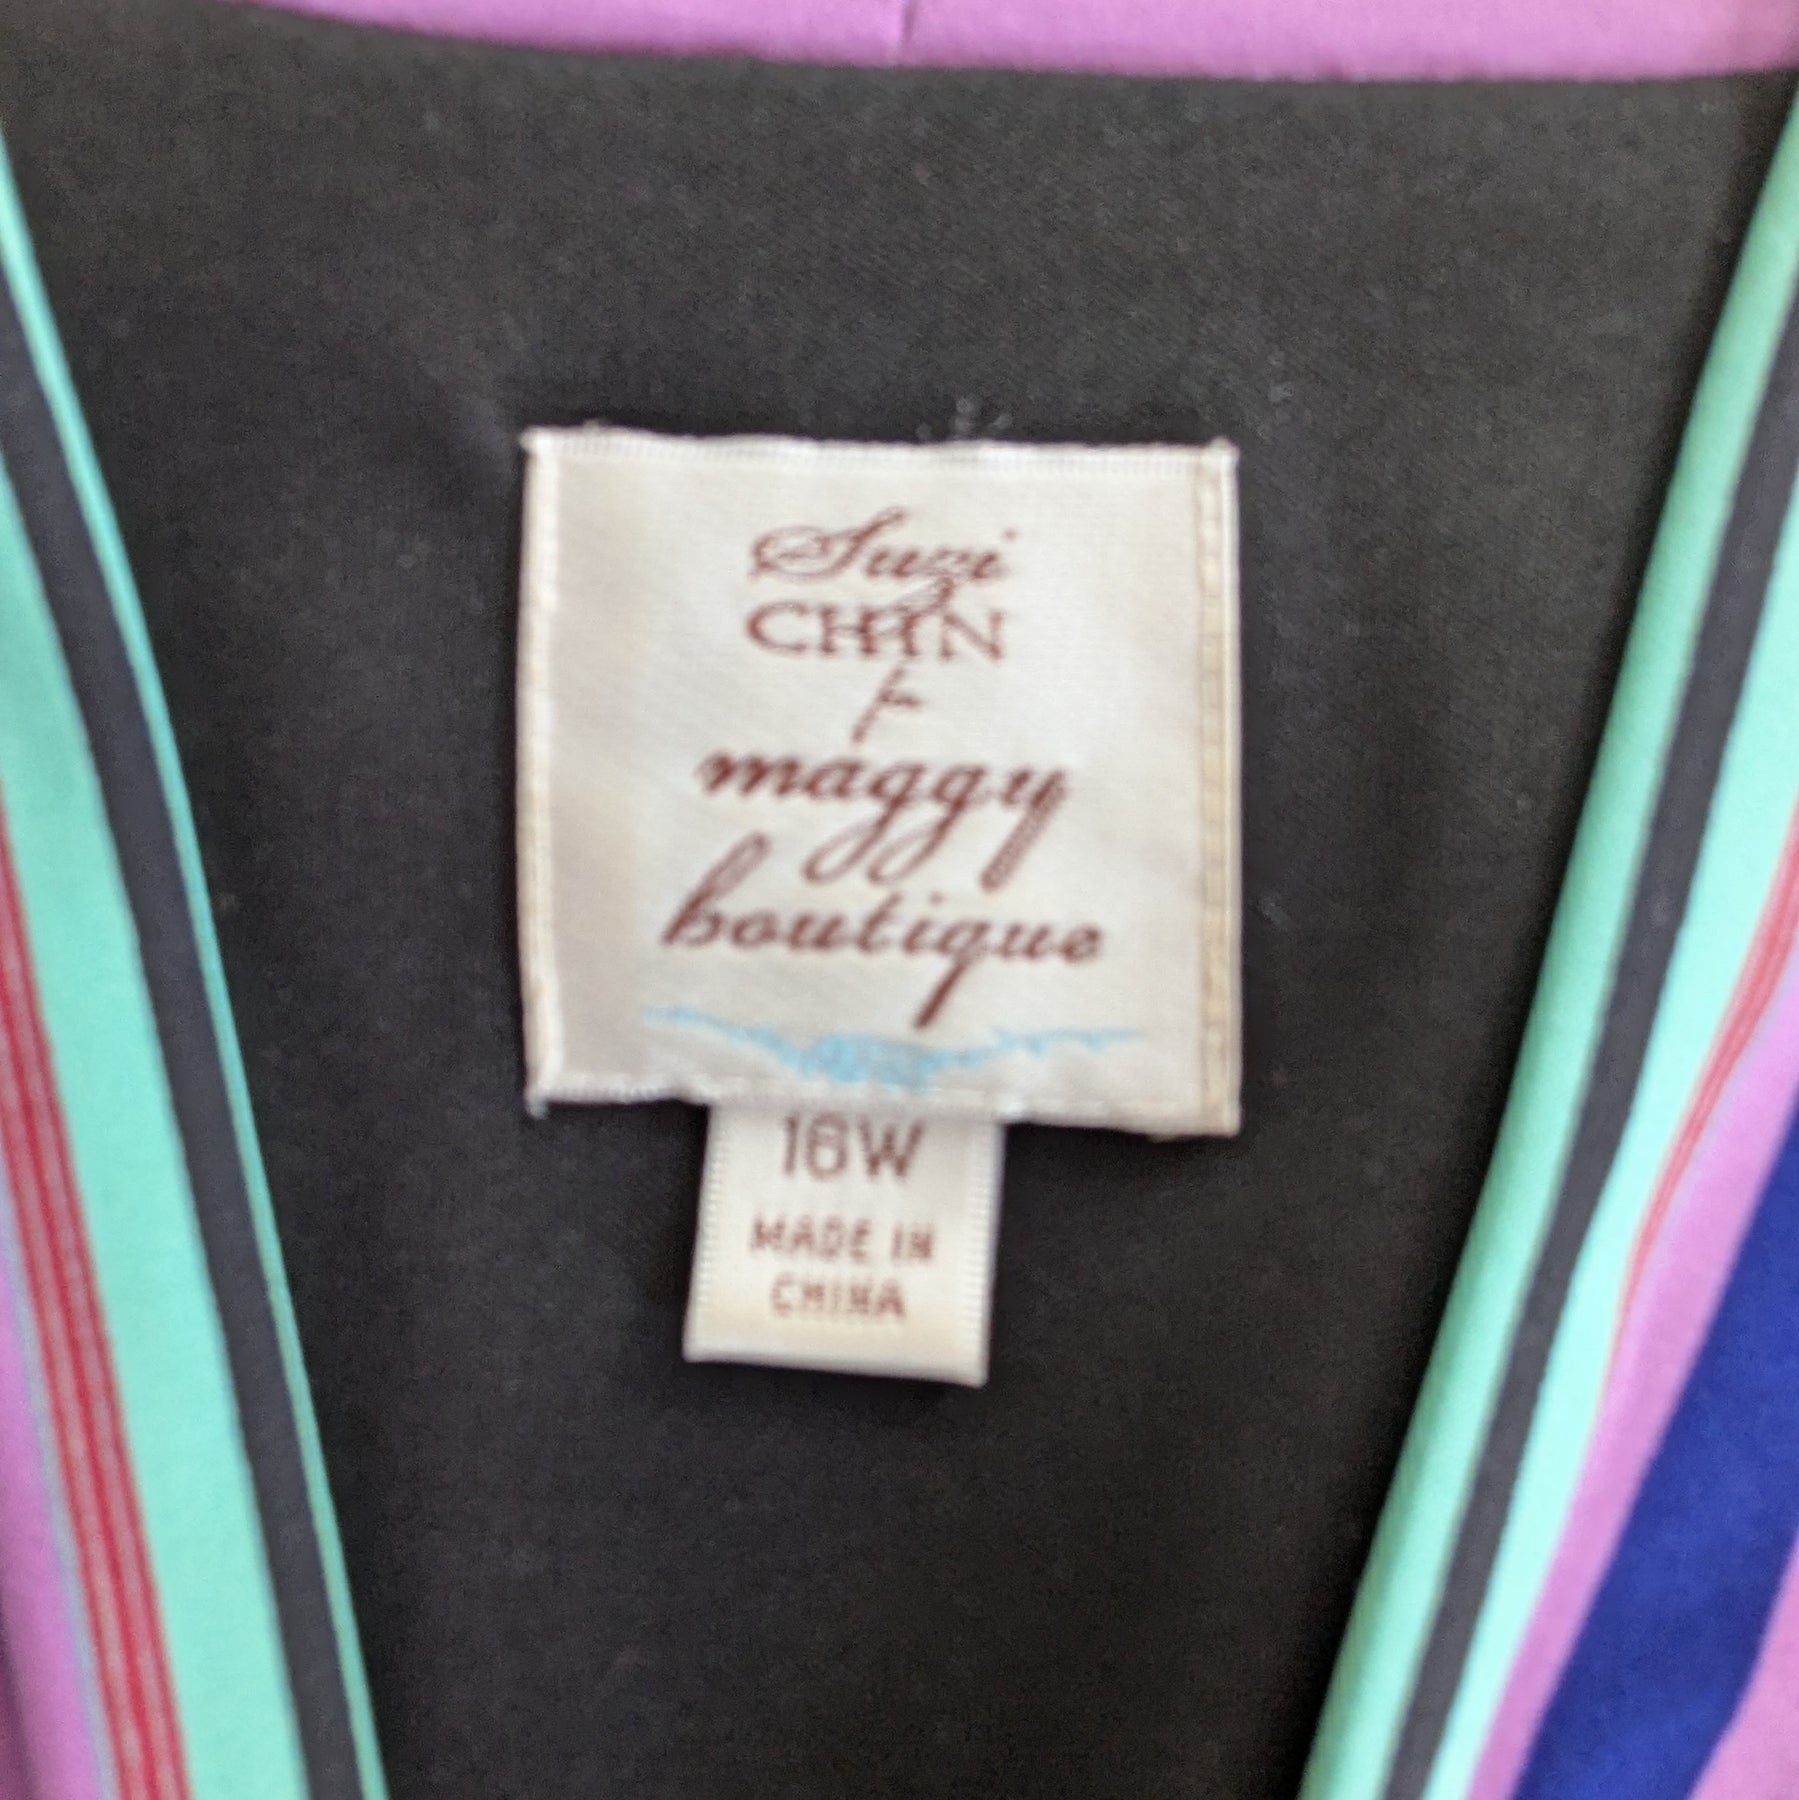 Suzi
CHIN
for
maggy
boutique
16W
MADE IN
CHINA